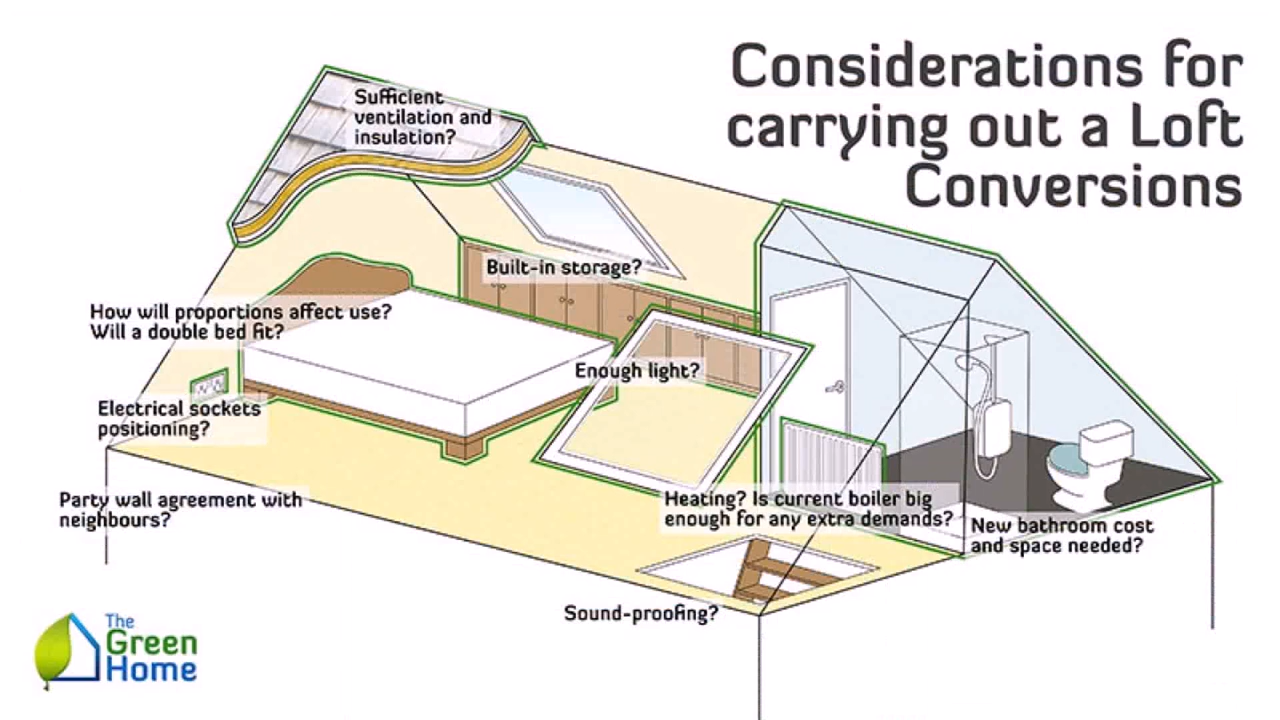 Considerations for
carrying out a Loft
Conversions
Sufficient
ventilation and
insulation?
Built-in storage?
How will proportions affect use?
Will a double bed fit?
Enough light?
Electrical sockets
positioning?
Party wall agreement with
neighbours?
Heating? Is current boiler big
enough for any extra demands?
New bathroom cost
and space needed?
Sound-proofing?
The
Green
Home